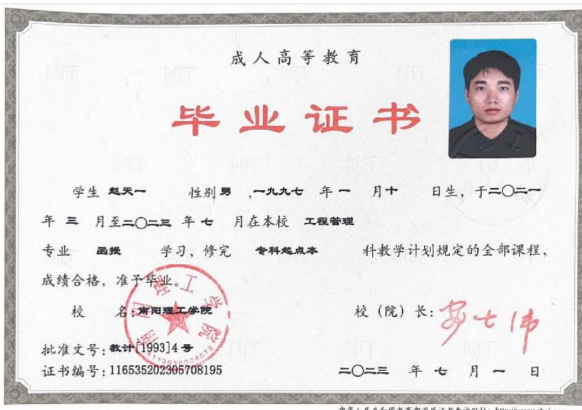 成人高等教育
毕业证书
学生 赵天一 性别 男 ,一九九七 年 一 月 十 日生，于二〇二一
年 三 月至二〇二三 年 七 月在本校 工程管理
专业 函授 学习，修完 专科起点本 科教学计划规定的全部课程，
成绩合格，准予毕业。
校 名：南阳理工学院 校（院）长：
批准文号：教计[1993]4号
证书编号：116535202305708195 二〇二三 年 七 月 一 日